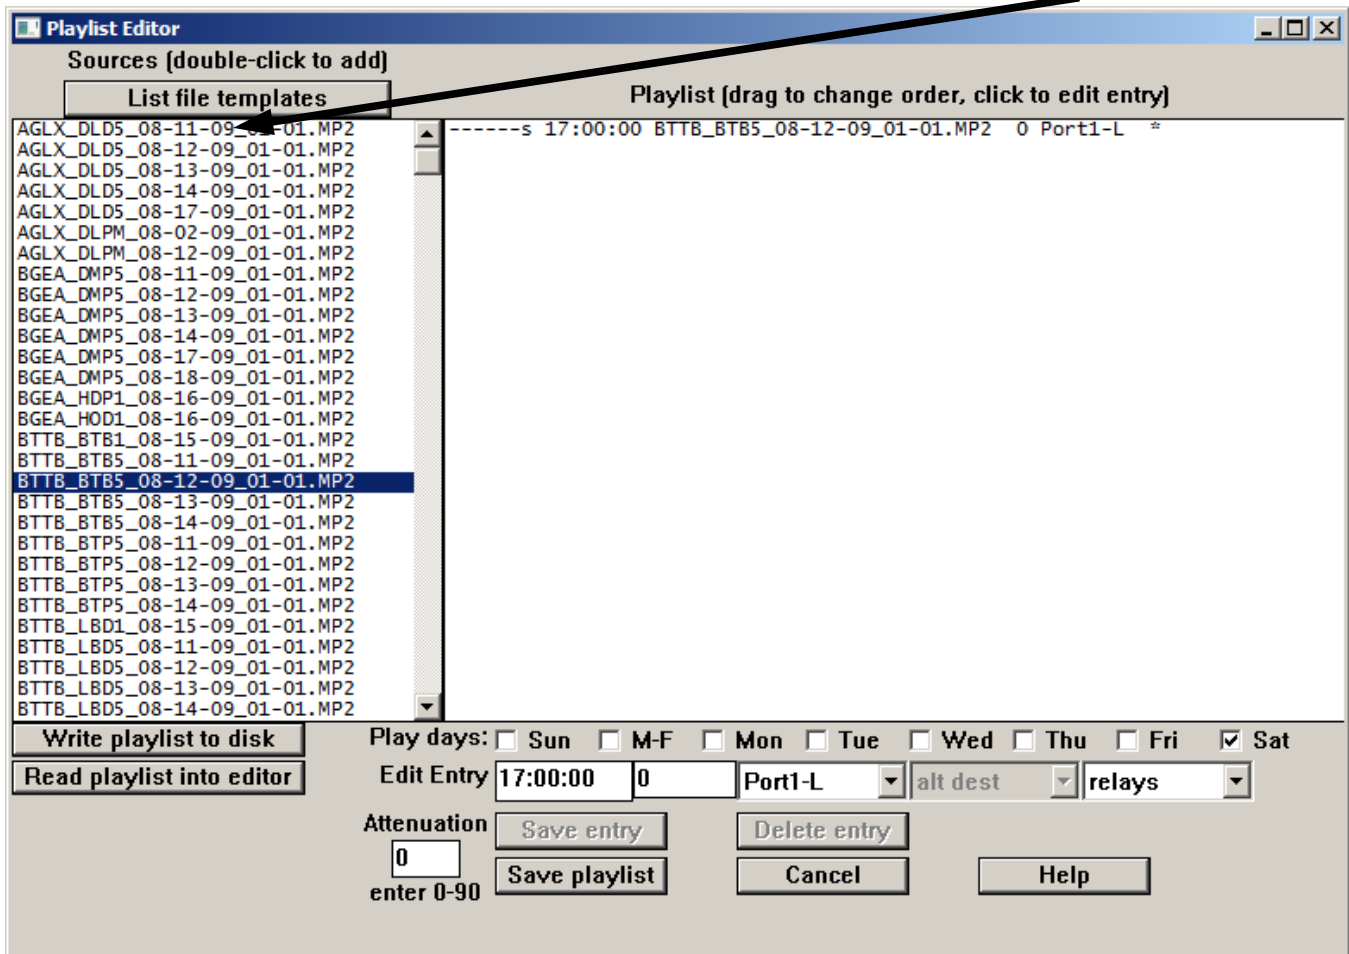 Playlist Editor
Sources (double-click to add)
List file templates
Playlist (drag to change order, click to edit entry)
AGLX_DLD5_08-11-09_01-01.MP2
AGLX_DLD5_08-12-09_01-01.MP2
AGLX_DLD5_08-13-09_01-01.MP2
AGLX_DLD5_08-14-09_01-01.MP2
AGLX_DLD5_08-17-09_01-01.MP2
AGLX_DLPM_08-02-09_01-01.MP2
AGLX_DLPM_08-12-09_01-01.MP2
BGEA_DMP5_08-11-09_01-01.MP2
BGEA_DMP5_08-12-09_01-01.MP2
BGEA_DMP5_08-13-09_01-01.MP2
BGEA_DMP5_08-14-09_01-01.MP2
BGEA_DMP5_08-17-09_01-01.MP2
BGEA_DMP5_08-18-09_01-01.MP2
BGEA_HDP1_08-16-09_01-01.MP2
BGEA_HOD1_08-16-09_01-01.MP2
BTTB_BTB1_08-15-09_01-01.MP2
BTTB_BTB5_08-11-09_01-01.MP2
BTTB_BTB5_08-12-09_01-01.MP2
BTTB_BTB5_08-13-09_01-01.MP2
BTTB_BTB5_08-14-09_01-01.MP2
BTTB_BTP5_08-11-09_01-01.MP2
BTTB_BTP5_08-12-09_01-01.MP2
BTTB_BTP5_08-13-09_01-01.MP2
BTTB_BTP5_08-14-09_01-01.MP2
BTTB_LBD1_08-15-09_01-01.MP2
BTTB_LBD5_08-11-09_01-01.MP2
BTTB_LBD5_08-12-09_01-01.MP2
BTTB_LBD5_08-13-09_01-01.MP2
BTTB_LBD5_08-14-09_01-01.MP2
------s 17:00:00 BTTB_BTB5_08-12-09_01-01.MP2 0 Port1-L *
Write playlist to disk
Read playlist into editor
Play days: Sun M-F Mon Tue Wed Thu Fri Sat
Edit Entry 17:00:00 0 Port1-L alt dest relays
Attenuation
0
enter 0-90
Save entry Delete entry
Save playlist Cancel Help